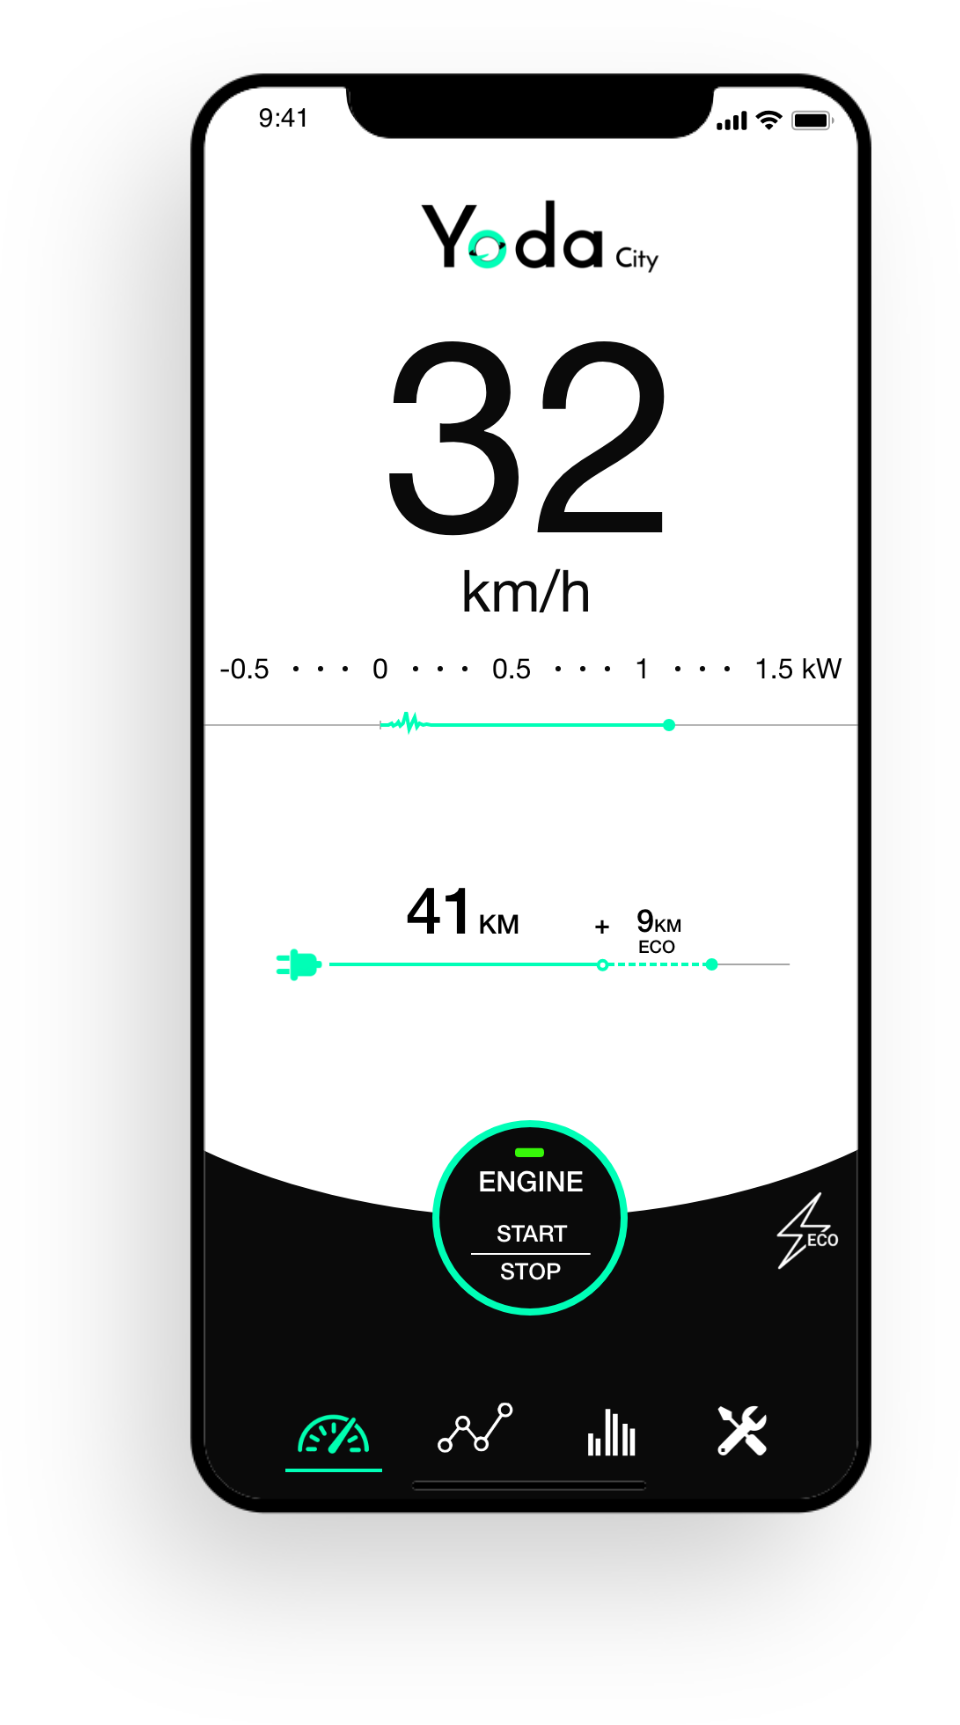 9:41
Yoda City
32
km/h
-0.5 · · · 0 · · · 0.5 · · · 1 · · · 1.5 kW
41 KM + 9KM
ECO
ENGINE
START
STOP
ECO